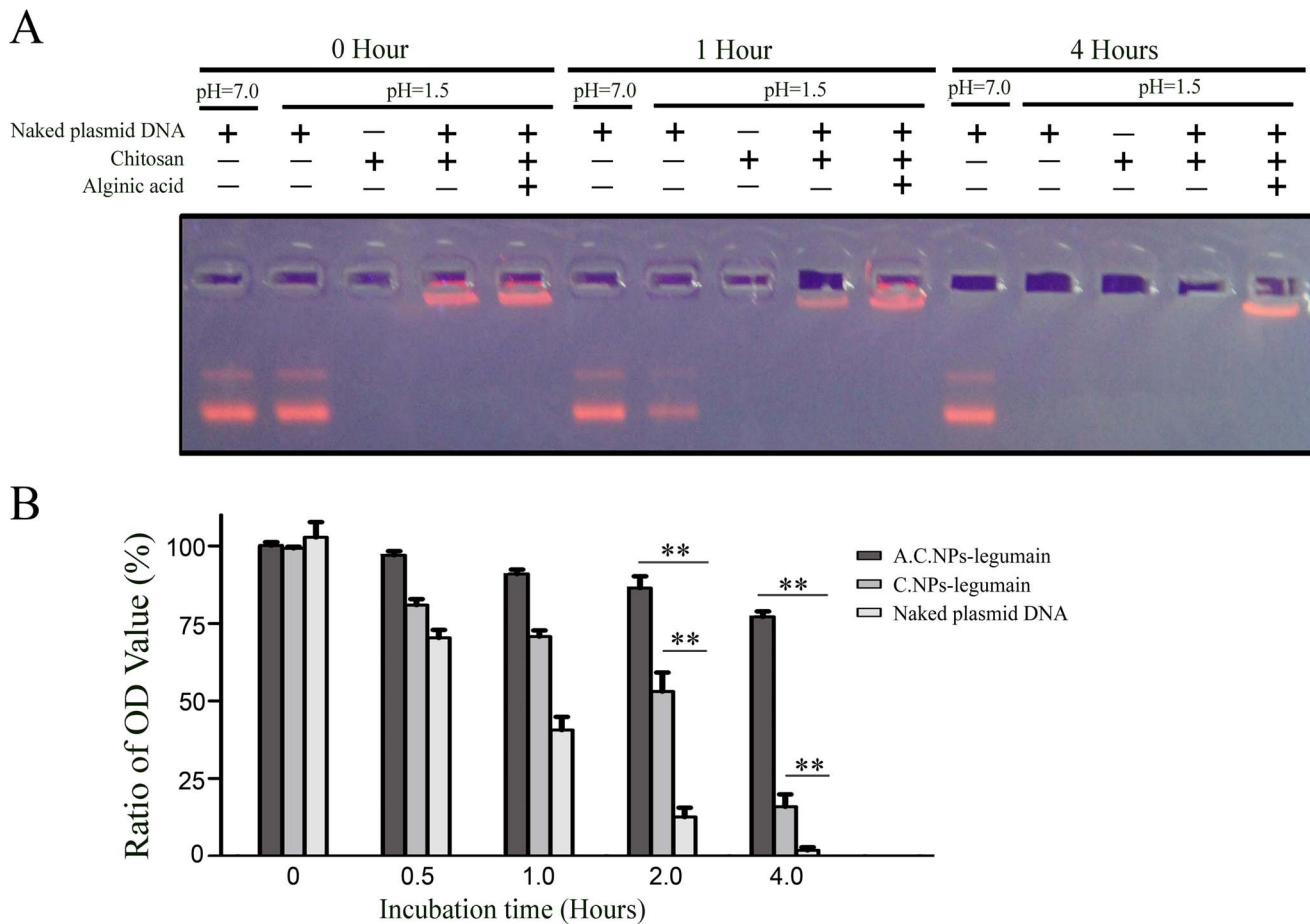 A
0 Hour 1 Hour 4 Hours
pH=7.0 pH=1.5 pH=7.0 pH=1.5 pH=7.0 pH=1.5
Naked plasmid DNA + + — + + + + — + + + + — + +
Chitosan — — + + + — — + + + — — + + +
Alginic acid — — — — + — — — — + — — — — +
B
Ratio of OD Value (%)
100
75
50
25
0
** **
** **
A.C.NPs-legumain
C.NPs-legumain
Naked plasmid DNA
0 0.5 1.0 2.0 4.0
Incubation time (Hours)